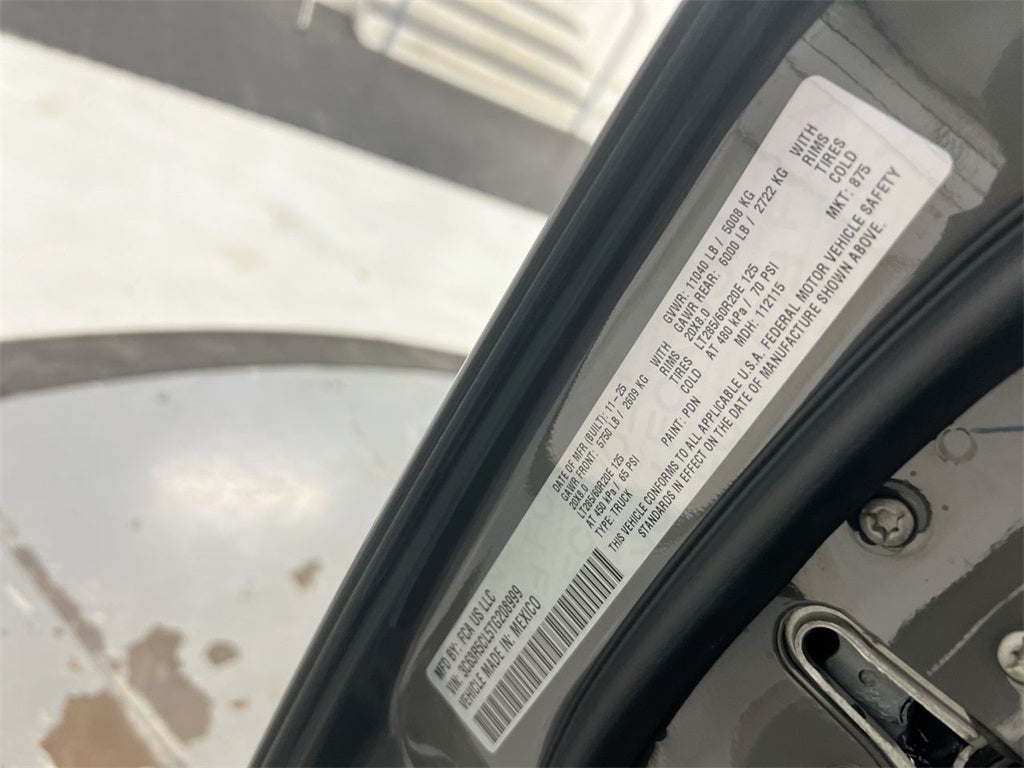 MFD BY: FCA US LLC
DATE OF MFR (BUILT): 11-25
GVWR: 11040 LB / 5008 KG
GAWR FRONT: 5750 LB / 2609 KG WITH
GAWR REAR: 6000 LB / 2722 KG WITH
20X8.0 RIMS
20X8.0 RIMS
LT285/60R20E 125 TIRES
LT285/60R20E 125 TIRES
AT 450 kPa / 65 PSI COLD
AT 480 kPa / 70 PSI COLD
VIN: 3C63R5CL5TG208999
TYPE: TRUCK
PAINT: PDN
MDH: 112115
MKT: 875
VEHICLE MADE IN: MEXICO
THIS VEHICLE CONFORMS TO ALL APPLICABLE U.S.A. FEDERAL MOTOR VEHICLE SAFETY
STANDARDS IN EFFECT ON THE DATE OF MANUFACTURE SHOWN ABOVE.